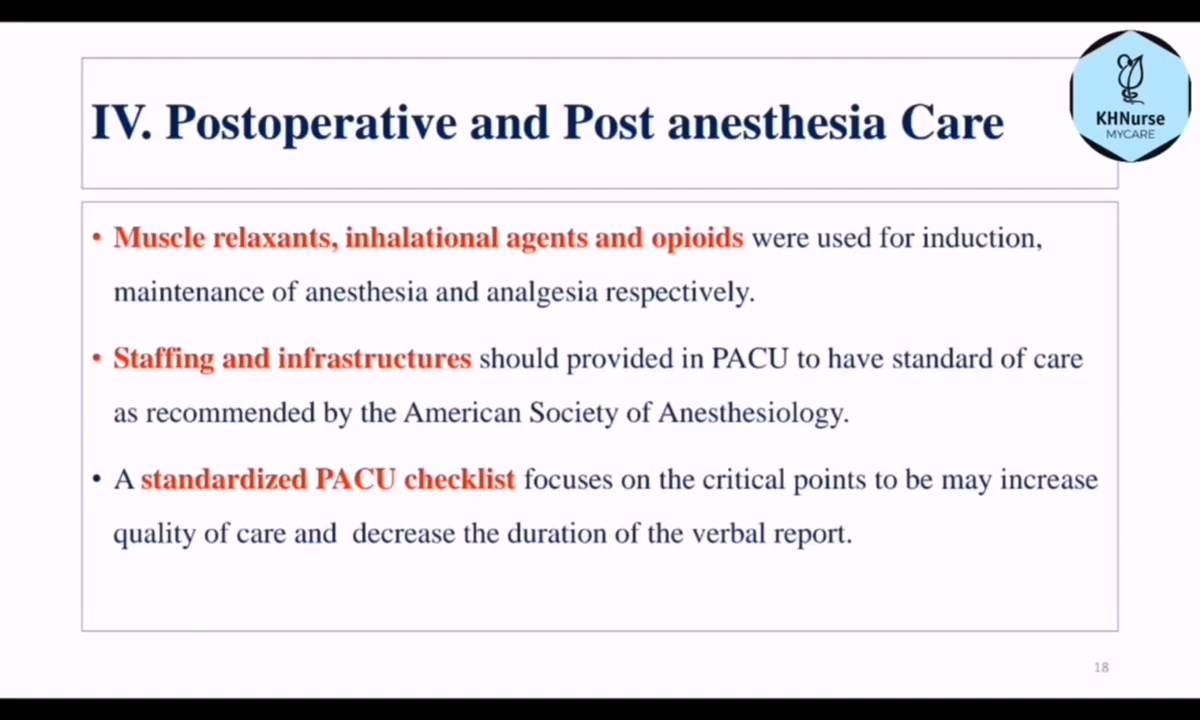 IV. Postoperative and Post anesthesia Care
KHNurse
MYCARE
• Muscle relaxants, inhalational agents and opioids were used for induction,
maintenance of anesthesia and analgesia respectively.
• Staffing and infrastructures should provided in PACU to have standard of care
as recommended by the American Society of Anesthesiology.
• A standardized PACU checklist focuses on the critical points to be may increase
quality of care and  decrease the duration of the verbal report.
18